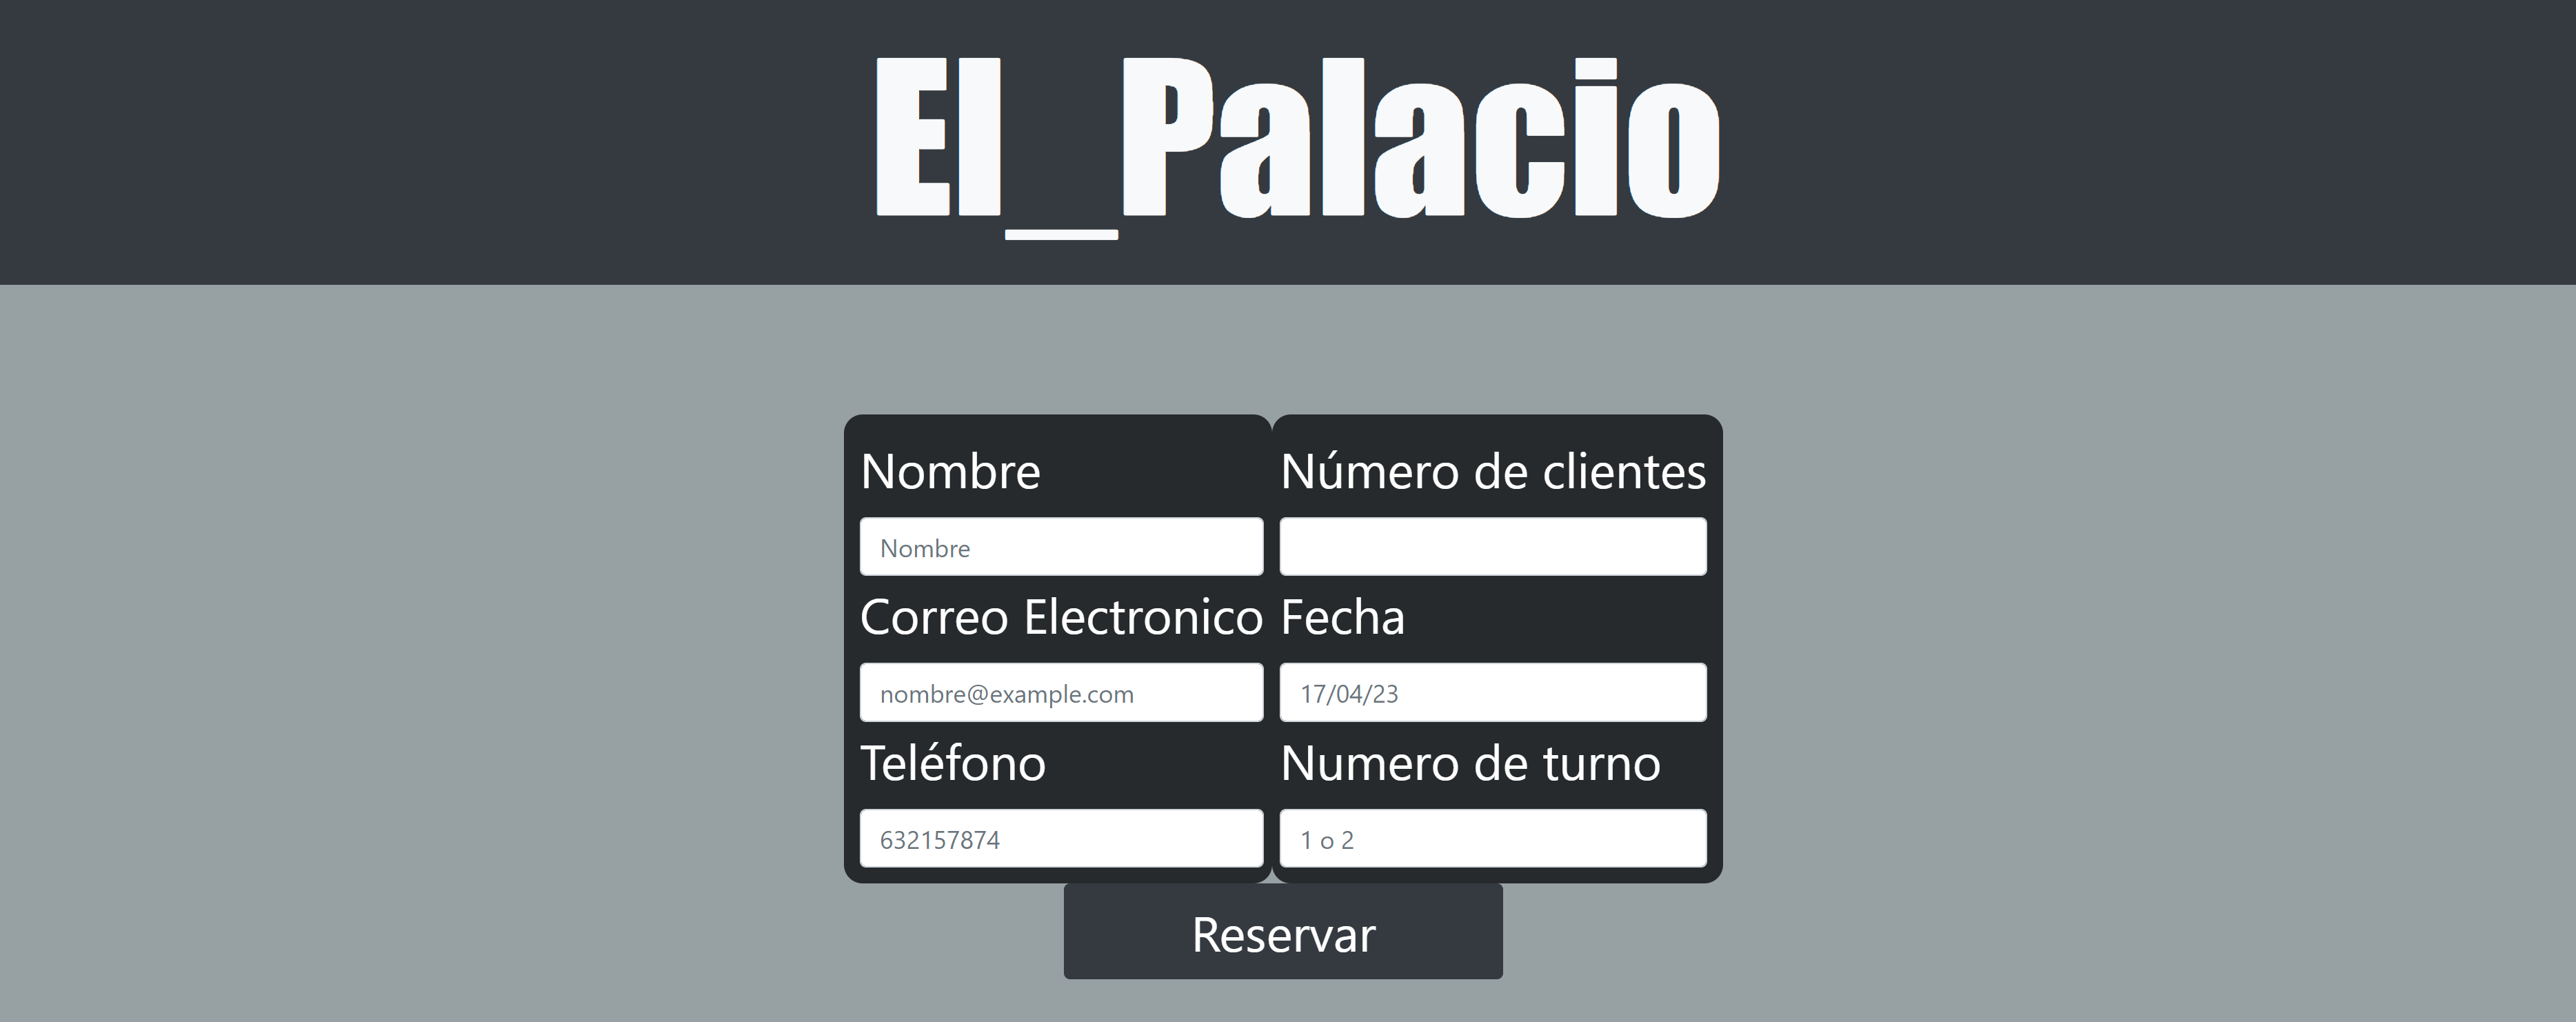 El_Palacio
Nombre
Nombre
Correo Electronico
nombre@example.com
Teléfono
632157874
Número de clientes
Fecha
17/04/23
Numero de turno
1 o 2
Reservar